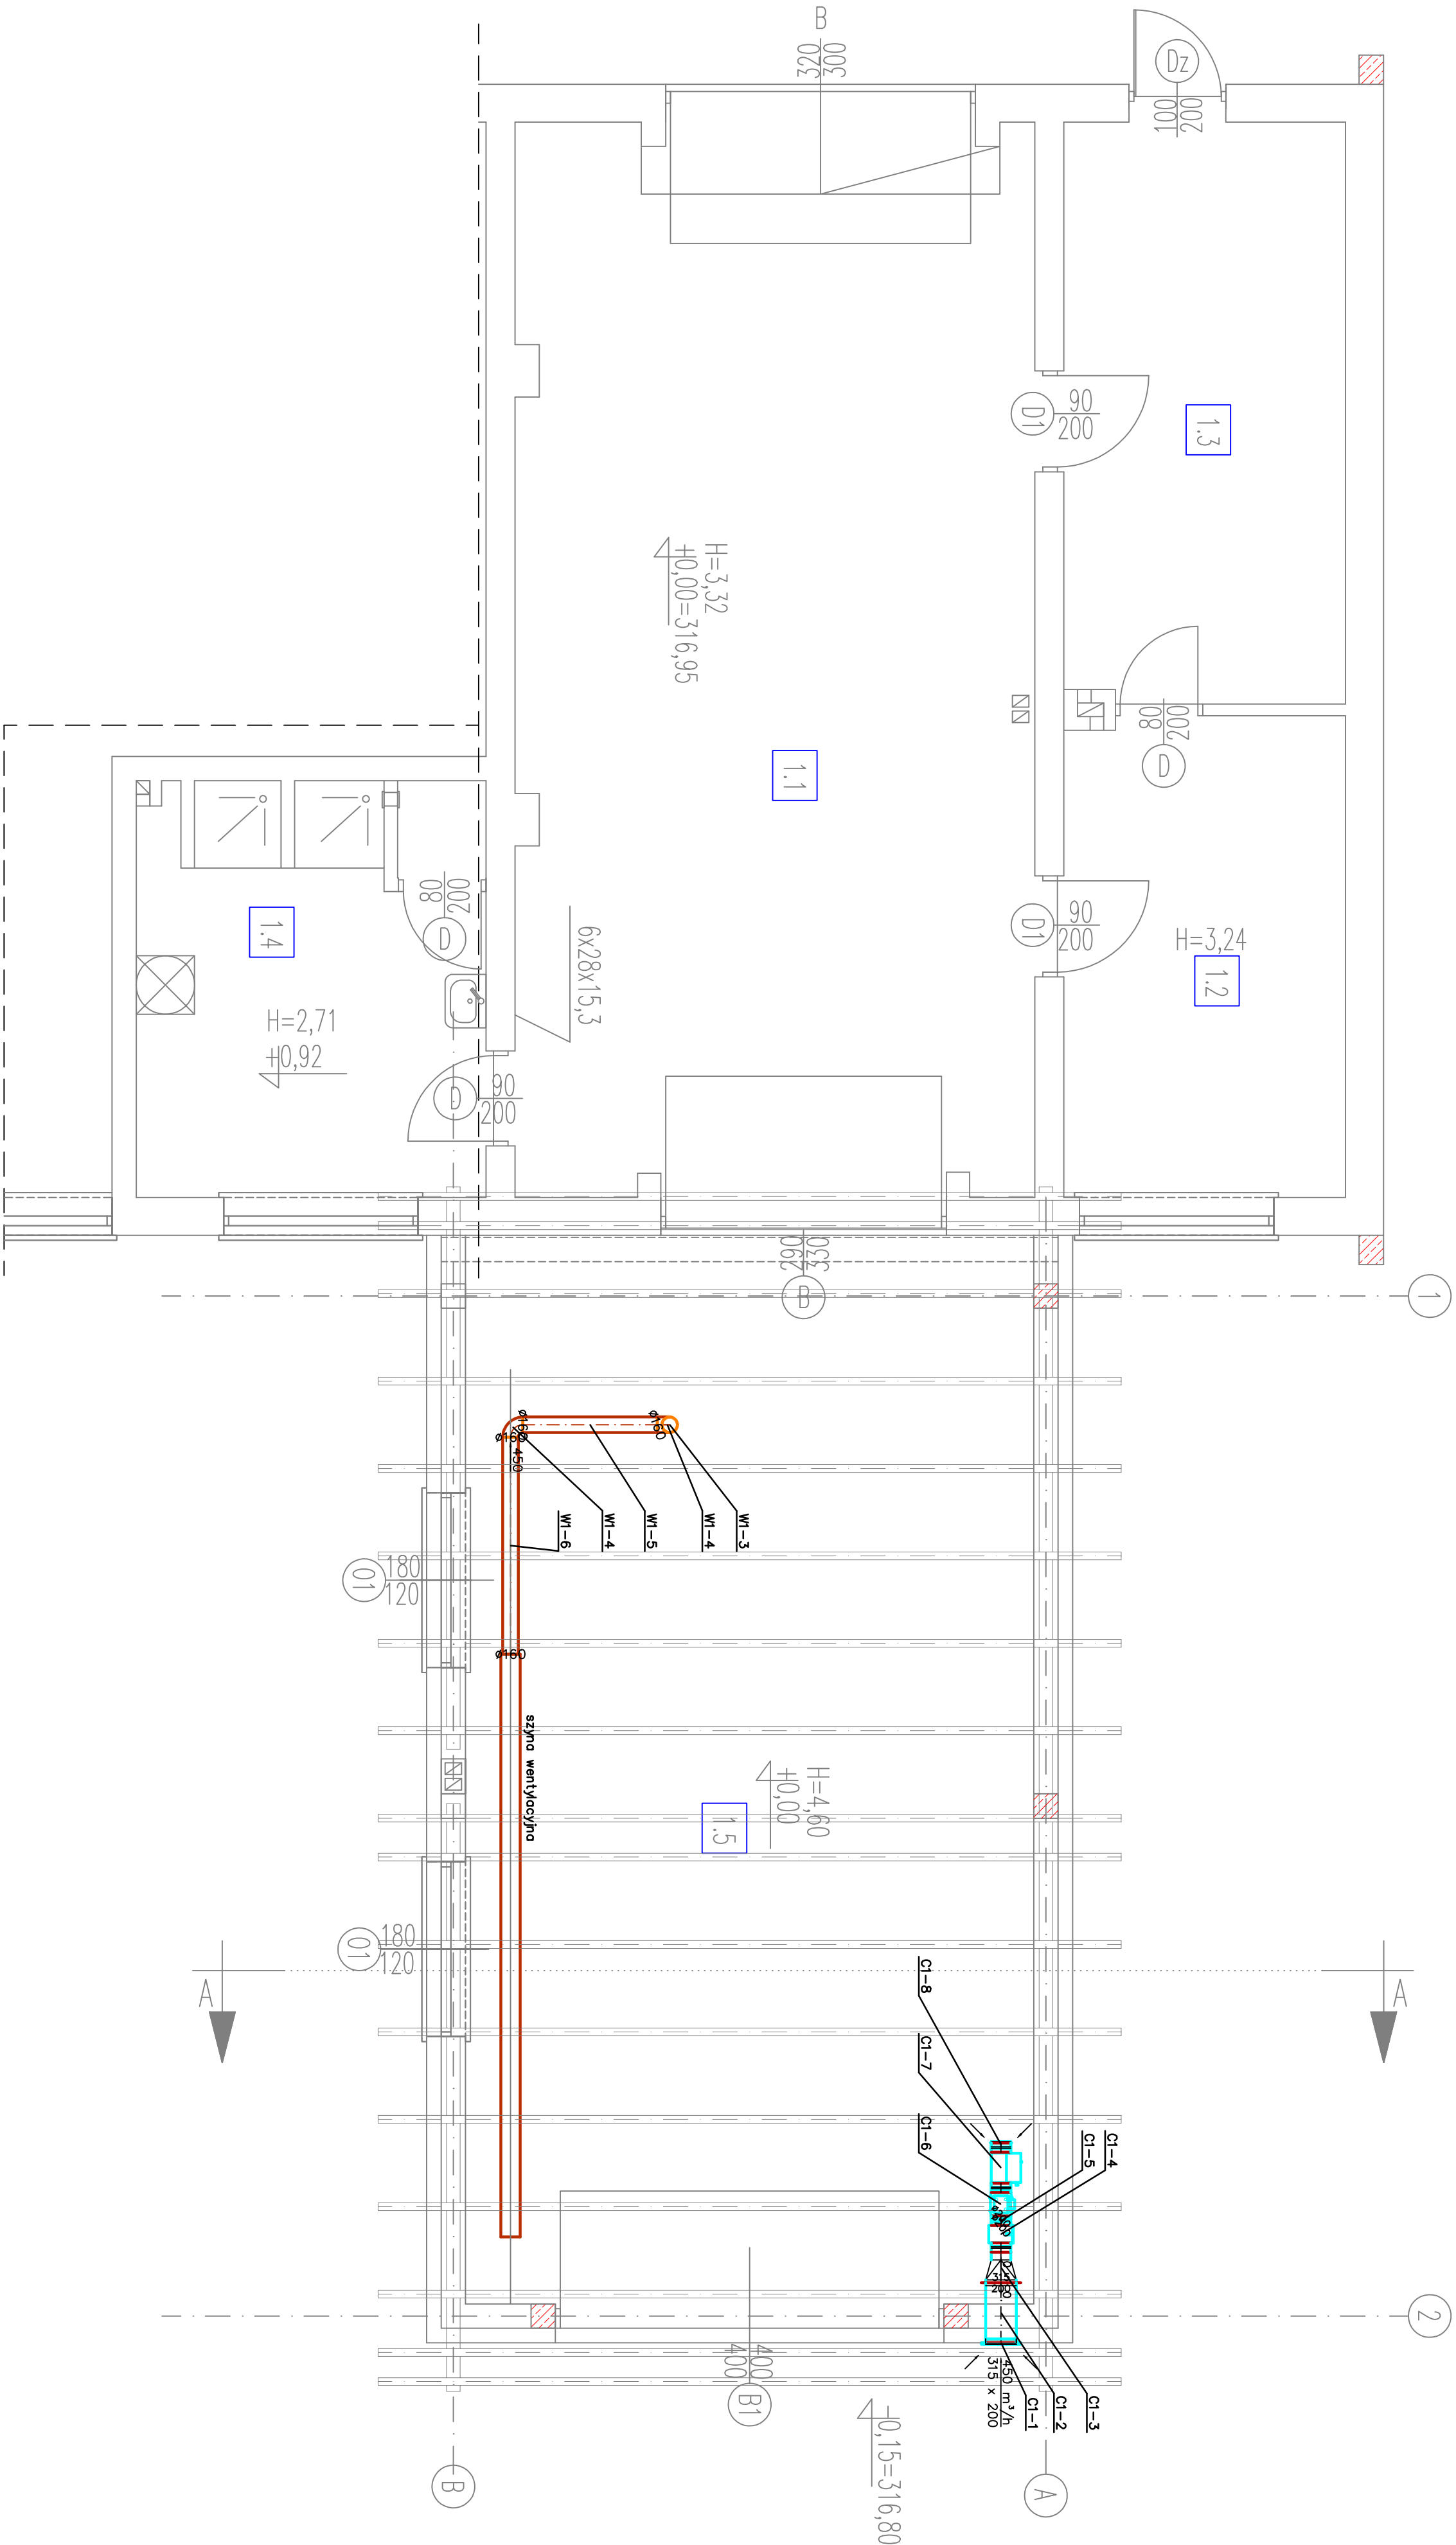 B
320
300
Dz
100
200
1.3
D1
90
200
H=3,32
±0,00=316,95
1.1
80
200
D
D1
90
200
H=3,24
1.2
80
200
D
1.4
6x28x15,3
H=2,71
+0,92
D
90
200
260
330
B
1
ø160
ø160
ø160
450
W1-3
W1-4
W1-5
W1-4
W1-6
O1
180
120
ø160
szyna wentylacyjna
H=4,60
±0,00
1.5
O1
180
120
A
A
C1-8
C1-7
C1-6
C1-5
C1-4
C1-3
C1-2
C1-1
450 m³/h
315 x 200
2
400
400
B1
-0,15=316,80
B
A